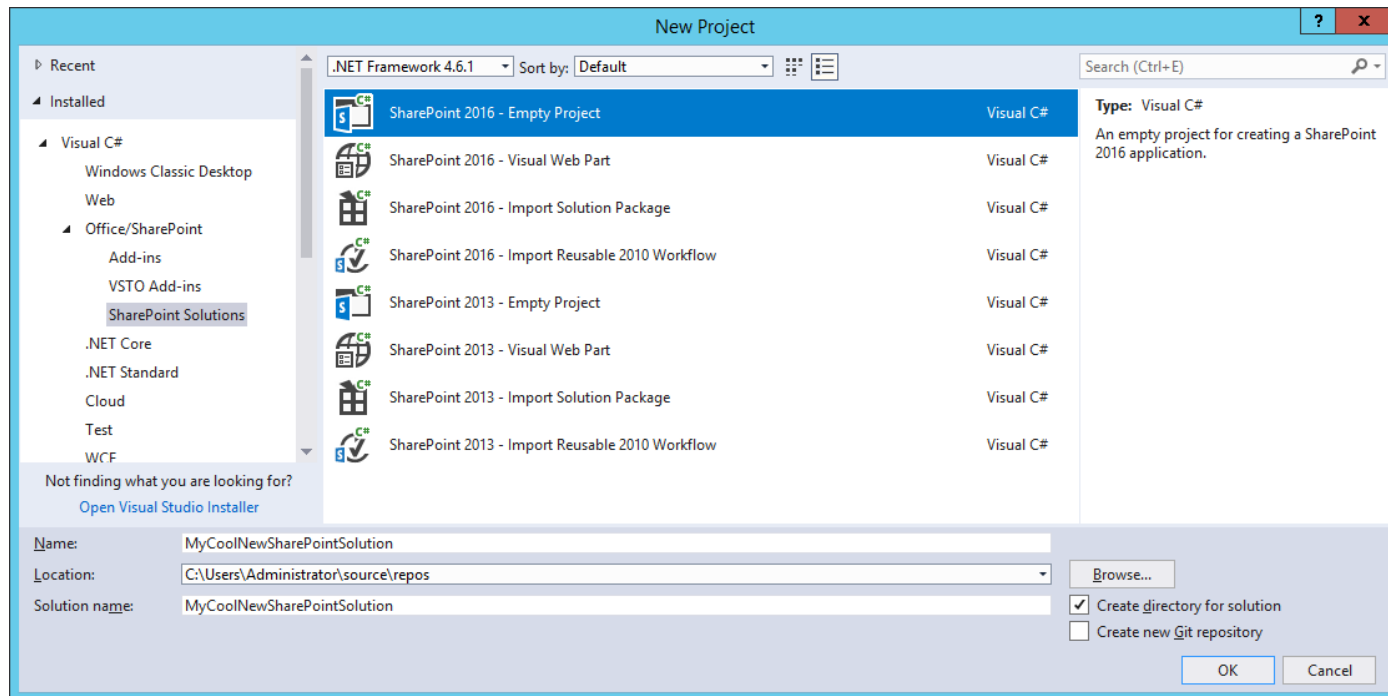 New Project
? x
Recent
Installed
Visual C#
Windows Classic Desktop
Web
Office/SharePoint
Add-ins
VSTO Add-ins
SharePoint Solutions
.NET Core
.NET Standard
Cloud
Test
WCF
Not finding what you are looking for?
Open Visual Studio Installer
.NET Framework 4.6.1 Sort by: Default
C# S SharePoint 2016 - Empty Project Visual C#
C# SharePoint 2016 - Visual Web Part Visual C#
C# SharePoint 2016 - Import Solution Package Visual C#
C# S SharePoint 2016 - Import Reusable 2010 Workflow Visual C#
C# S SharePoint 2013 - Empty Project Visual C#
C# SharePoint 2013 - Visual Web Part Visual C#
C# SharePoint 2013 - Import Solution Package Visual C#
C# S SharePoint 2013 - Import Reusable 2010 Workflow Visual C#
Search (Ctrl+E)
Type: Visual C#
An empty project for creating a SharePoint
2016 application.
Name: MyCoolNewSharePointSolution
Location: C:\Users\Administrator\source\repos Browse...
Solution name: MyCoolNewSharePointSolution
Create directory for solution
Create new Git repository
OK Cancel